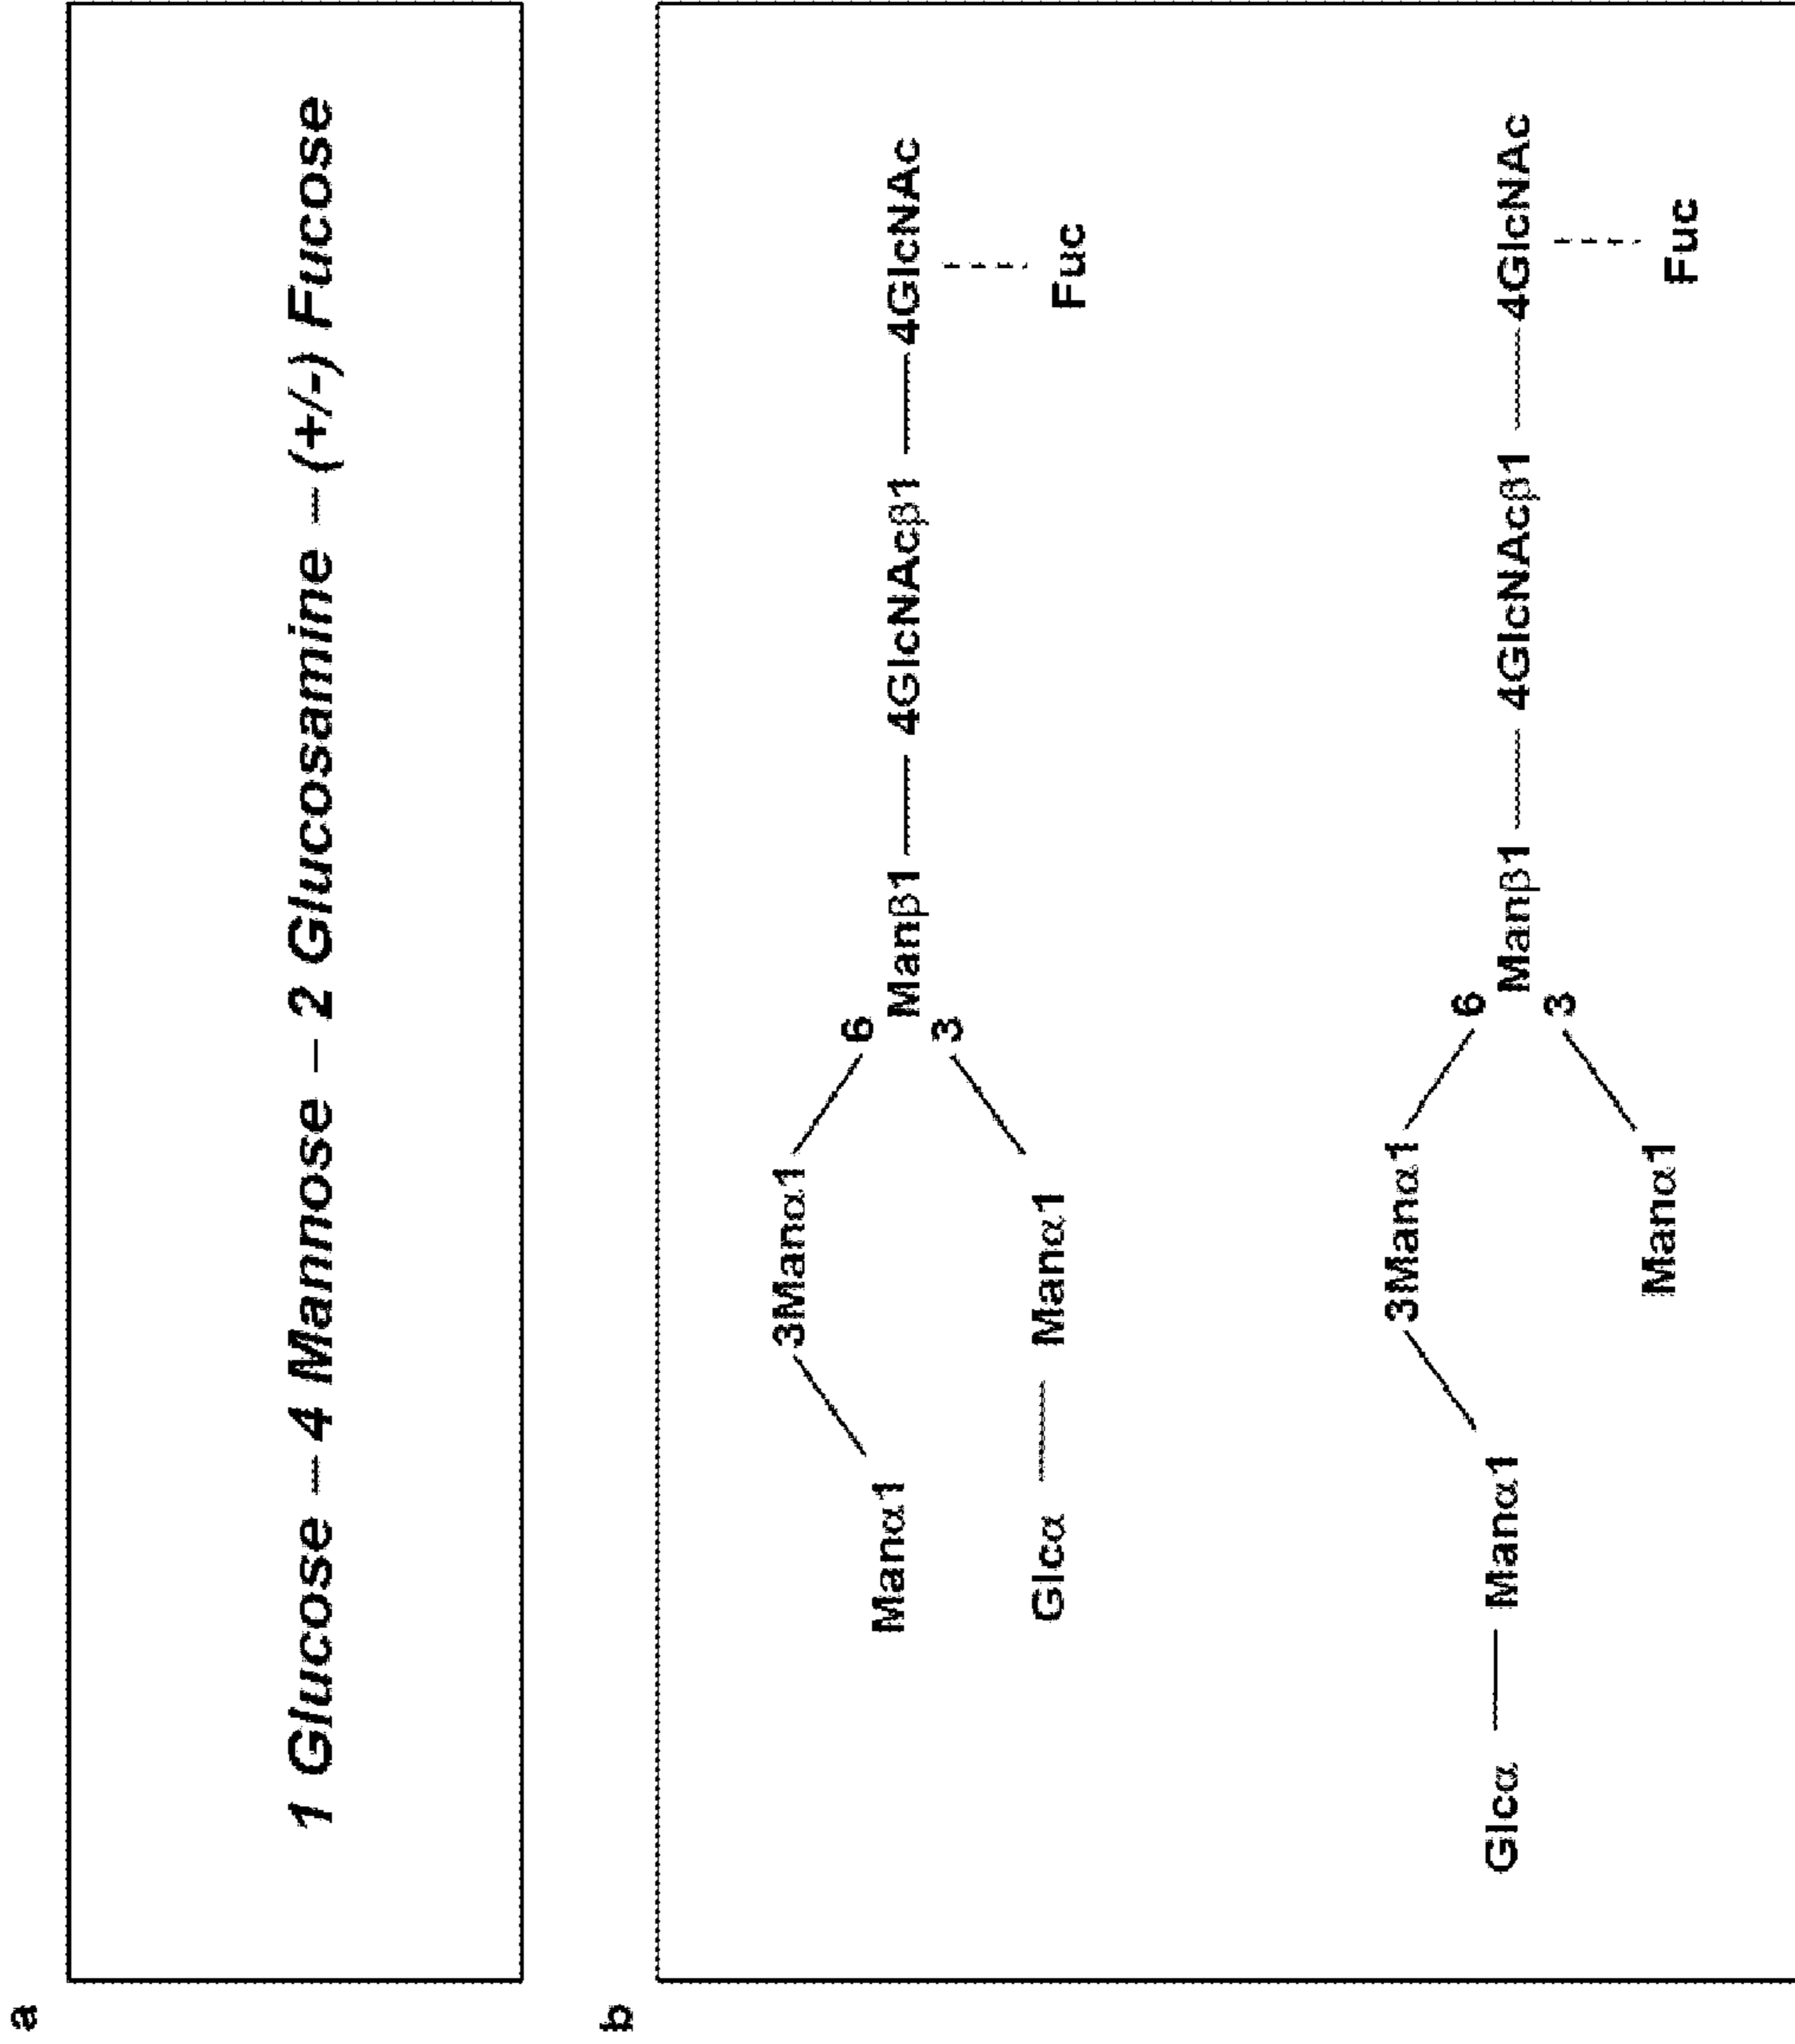 a
1 Glucose – 4 Mannose – 2 Glucosamine – (+/-) Fucose
b
3Manα1
6
Manα1
Manβ1 — 4GlcNAcβ1 — 4GlcNAc
3
Glcα — Manα1
Fuc
3Manα1
6
Glcα — Manα1
Manβ1 — 4GlcNAcβ1 — 4GlcNAc
3
Manα1
Fuc